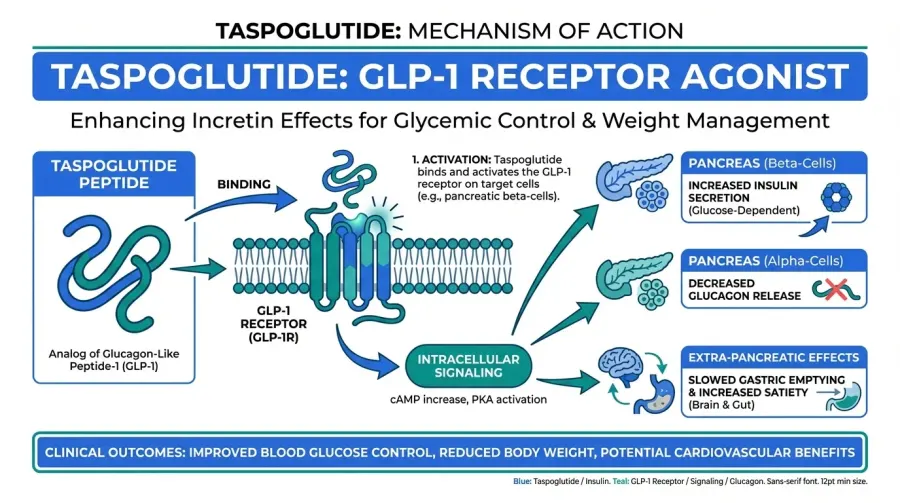 TASPOGLUTIDE: MECHANISM OF ACTION
TASPOGLUTIDE: GLP-1 RECEPTOR AGONIST
Enhancing Incretin Effects for Glycemic Control & Weight Management
TASPOGLUTIDE
PEPTIDE
Analog of Glucagon-Like
Peptide-1 (GLP-1)
BINDING
1. ACTIVATION: Taspoglutide
binds and activates the GLP-1
receptor on target cells
(e.g., pancreatic beta-cells).
GLP-1
RECEPTOR
(GLP-1R)
INTRACELLULAR
SIGNALING
cAMP increase, PKA activation
PANCREAS (Beta-Cells)
INCREASED INSULIN
SECRETION
(Glucose-Dependent)
PANCREAS (Alpha-Cells)
DECREASED
GLUCAGON RELEASE
EXTRA-PANCREATIC EFFECTS
SLOWED GASTRIC EMPTYING
& INCREASED SATIETY
(Brain & Gut)
CLINICAL OUTCOMES: IMPROVED BLOOD GLUCOSE CONTROL, REDUCED BODY WEIGHT, POTENTIAL CARDIOVASCULAR BENEFITS
Blue: Taspoglutide / Insulin. Teal: GLP-1 Receptor / Signaling / Glucagon. Sans-serif font. 12pt min size.